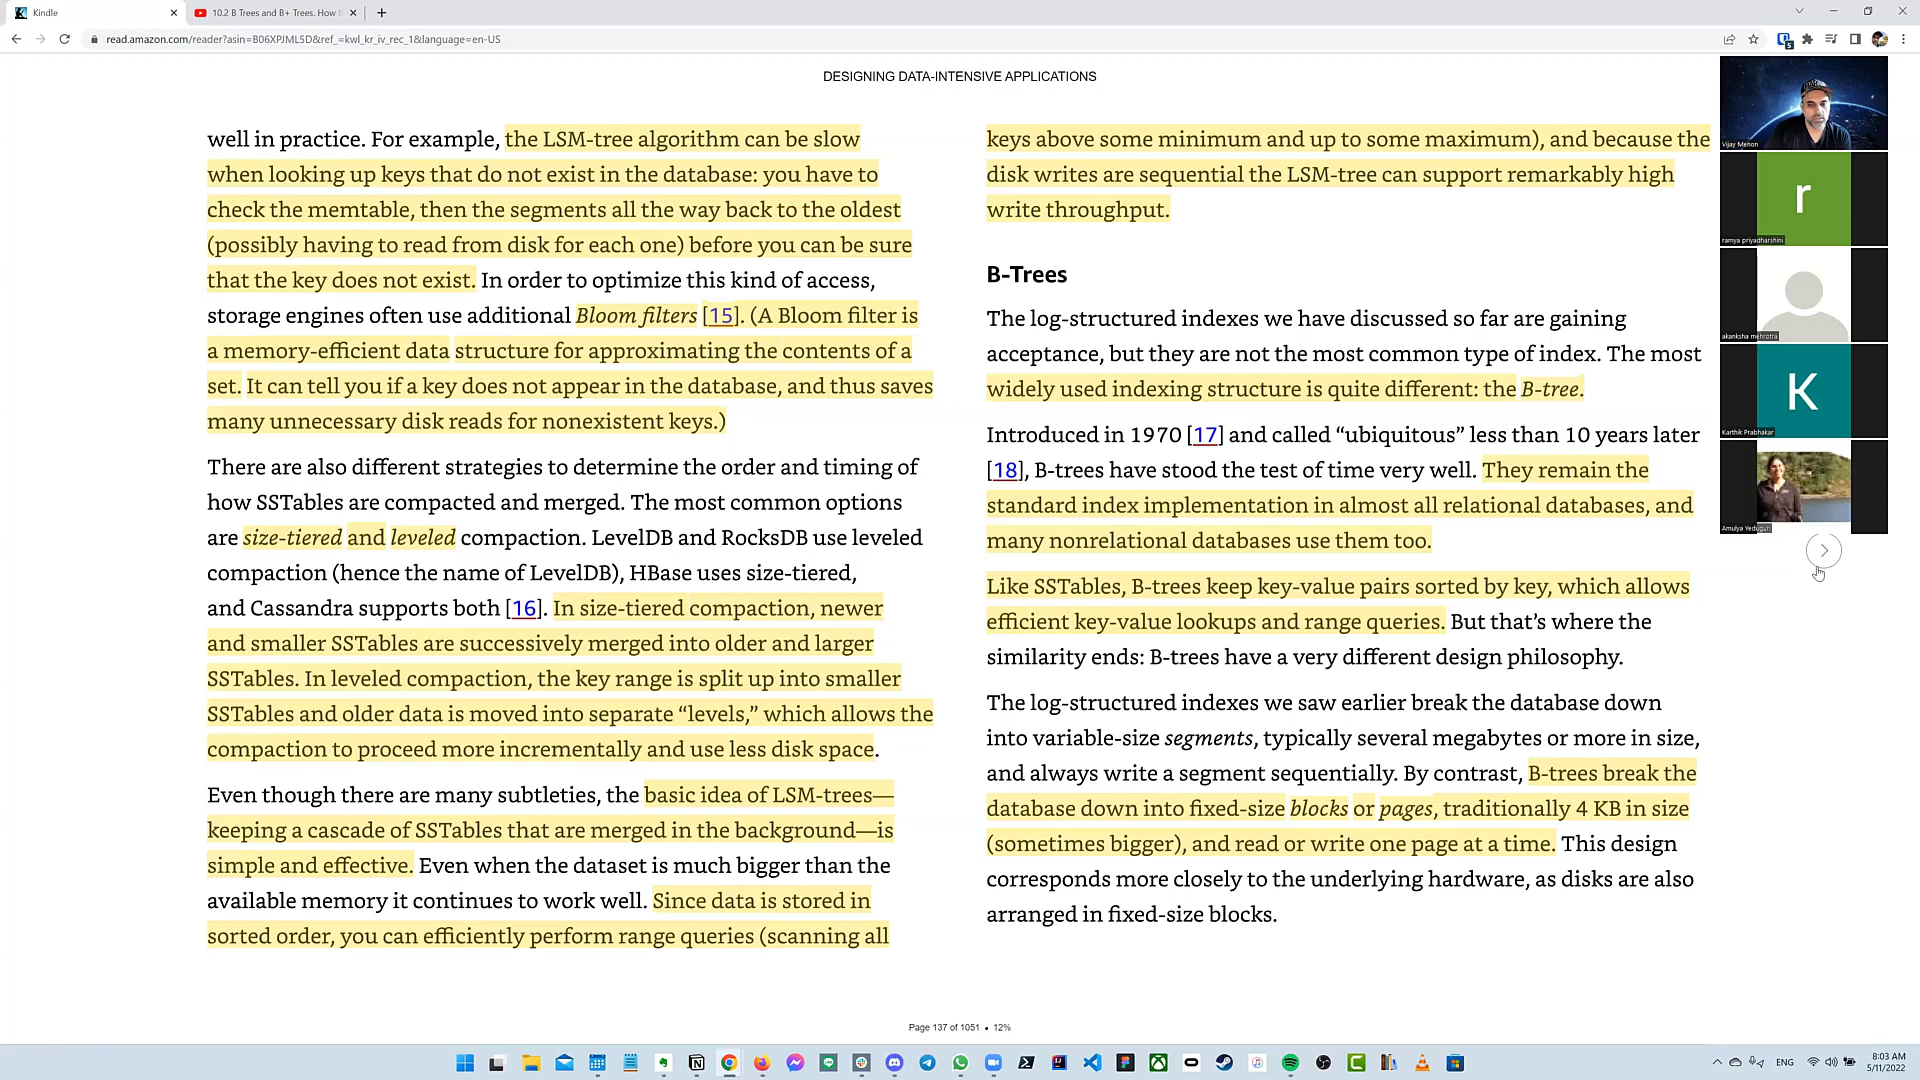 Kindle
10.2 B Trees and B+ Trees. How
read.amazon.com/reader?asin=B06XPJML5D&ref_=kwl_kr_iv_rec_1&language=en-US
DESIGNING DATA-INTENSIVE APPLICATIONS
well in practice. For example, the LSM-tree algorithm can be slow
when looking up keys that do not exist in the database: you have to
check the memtable, then the segments all the way back to the oldest
(possibly having to read from disk for each one) before you can be sure
that the key does not exist. In order to optimize this kind of access,
storage engines often use additional Bloom filters [15]. (A Bloom filter is
a memory-efficient data structure for approximating the contents of a
set. It can tell you if a key does not appear in the database, and thus saves
many unnecessary disk reads for nonexistent keys.)
There are also different strategies to determine the order and timing of
how SSTables are compacted and merged. The most common options
are size-tiered and leveled compaction. LevelDB and RocksDB use leveled
compaction (hence the name of LevelDB), HBase uses size-tiered,
and Cassandra supports both [16]. In size-tiered compaction, newer
and smaller SSTables are successively merged into older and larger
SSTables. In leveled compaction, the key range is split up into smaller
SSTables and older data is moved into separate “levels,” which allows the
compaction to proceed more incrementally and use less disk space.
Even though there are many subtleties, the basic idea of LSM-trees—
keeping a cascade of SSTables that are merged in the background—is
simple and effective. Even when the dataset is much bigger than the
available memory it continues to work well. Since data is stored in
sorted order, you can efficiently perform range queries (scanning all
keys above some minimum and up to some maximum), and because the
disk writes are sequential the LSM-tree can support remarkably high
write throughput.
B-Trees
The log-structured indexes we have discussed so far are gaining
acceptance, but they are not the most common type of index. The most
widely used indexing structure is quite different: the B-tree.
Introduced in 1970 [17] and called “ubiquitous” less than 10 years later
[18], B-trees have stood the test of time very well. They remain the
standard index implementation in almost all relational databases, and
many nonrelational databases use them too.
Like SSTables, B-trees keep key-value pairs sorted by key, which allows
efficient key-value lookups and range queries. But that’s where the
similarity ends: B-trees have a very different design philosophy.
The log-structured indexes we saw earlier break the database down
into variable-size segments, typically several megabytes or more in size,
and always write a segment sequentially. By contrast, B-trees break the
database down into fixed-size blocks or pages, traditionally 4 KB in size
(sometimes bigger), and read or write one page at a time. This design
corresponds more closely to the underlying hardware, as disks are also
arranged in fixed-size blocks.
Vijay Menon
r
ramya priyadharshini
akanksha mehrotra
K
Karthik Prabhakar
Amulya Yeduguri
Page 137 of 1051 • 12%
ENG
8:03 AM
5/11/2022